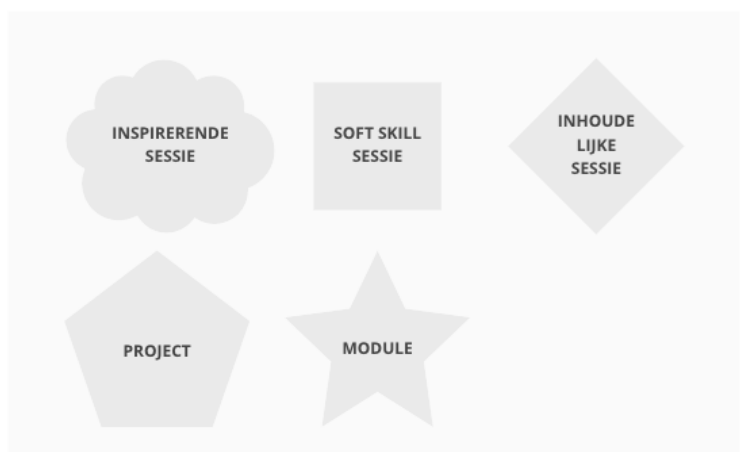 INSPIRERENDE
SESSIE
SOFT SKILL
SESSIE
INHOUDE
LIJKE
SESSIE
PROJECT
MODULE